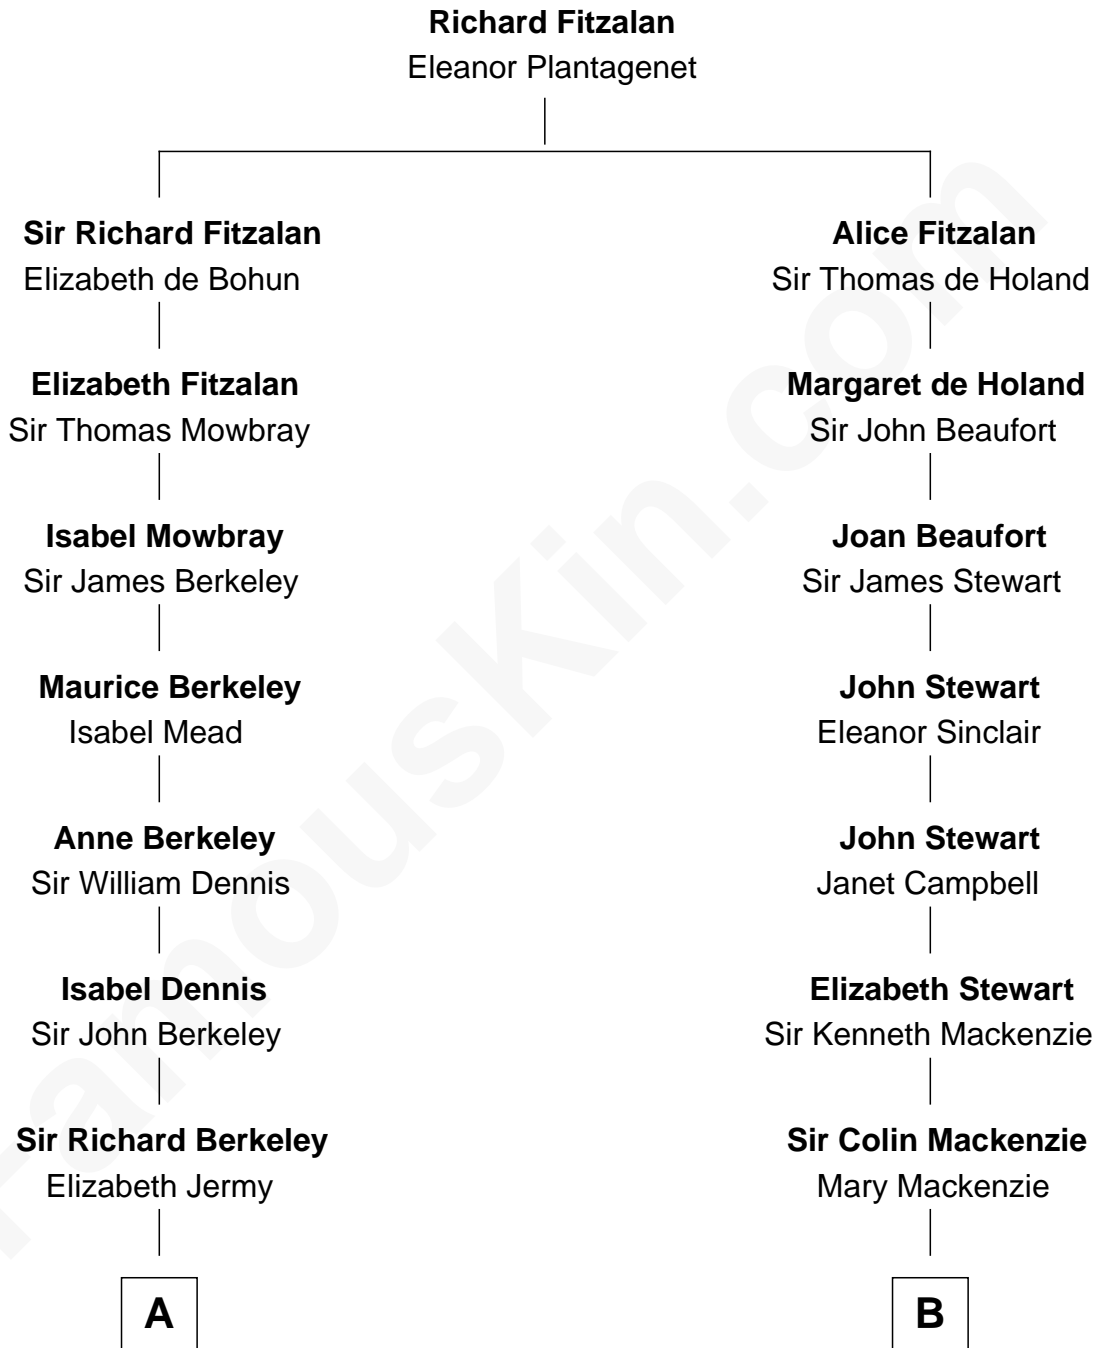 Richard Fitzalan
Eleanor Plantagenet
Sir Richard Fitzalan
Elizabeth de Bohun
Alice Fitzalan
Sir Thomas de Holand
Elizabeth Fitzalan
Sir Thomas Mowbray
Margaret de Holand
Sir John Beaufort
Isabel Mowbray
Sir James Berkeley
Joan Beaufort
Sir James Stewart
Maurice Berkeley
Isabel Mead
John Stewart
Eleanor Sinclair
Anne Berkeley
Sir William Dennis
John Stewart
Janet Campbell
Isabel Dennis
Sir John Berkeley
Elizabeth Stewart
Sir Kenneth Mackenzie
Sir Richard Berkeley
Elizabeth Jermy
Sir Colin Mackenzie
Mary Mackenzie
A
B
FamousKin.com